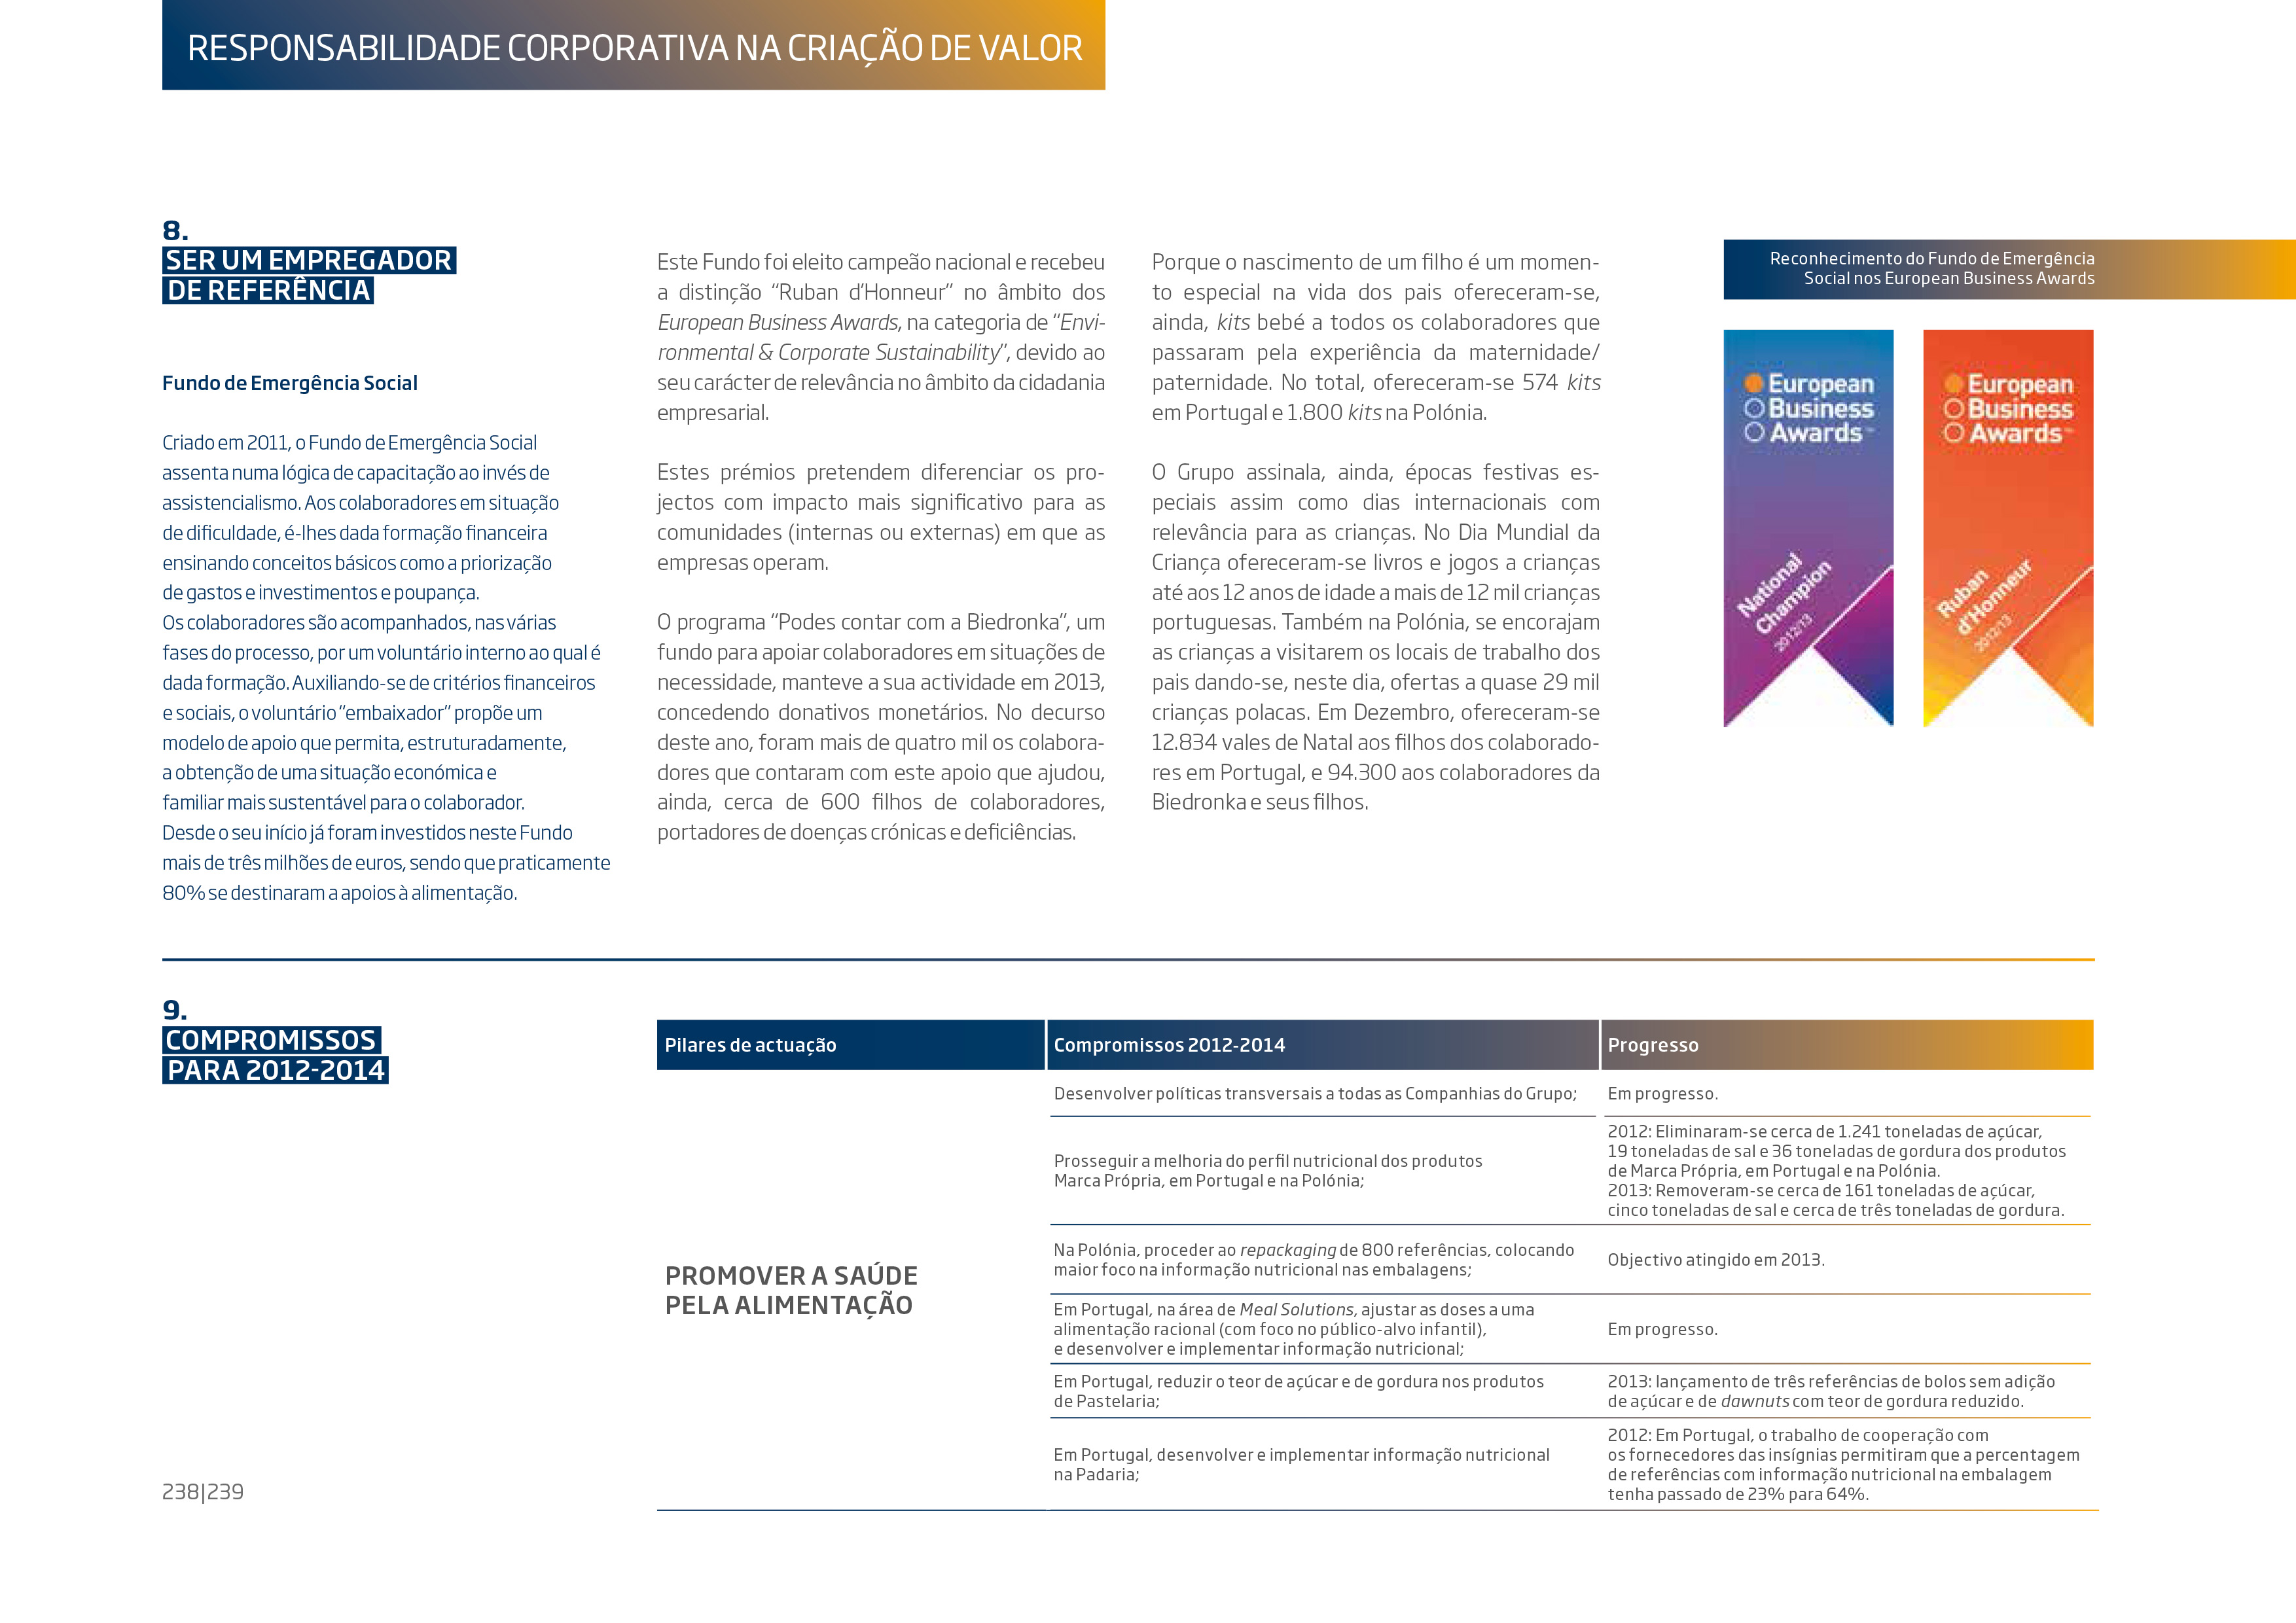 RESPONSABILIDADE CORPORATIVA NA CRIAÇÃO DE VALOR
8.
SER UM EMPREGADOR
DE REFERÊNCIA
Fundo de Emergência Social
Criado em 2011, o Fundo de Emergência Social
assenta numa lógica de capacitação ao invés de
assistencialismo. Aos colaboradores em situação
de dificuldade, é-lhes dada formação financeira
ensinando conceitos básicos como a priorização
de gastos e investimentos e poupança.
Os colaboradores são acompanhados, nas várias
fases do processo, por um voluntário interno ao qual é
dada formação. Auxiliando-se de critérios financeiros
e sociais, o voluntário “embaixador” propõe um
modelo de apoio que permita, estruturadamente,
a obtenção de uma situação económica e
familiar mais sustentável para o colaborador.
Desde o seu início já foram investidos neste Fundo
mais de três milhões de euros, sendo que praticamente
80% se destinaram a apoios à alimentação.
Este Fundo foi eleito campeão nacional e recebeu
a distinção “Ruban d’Honneur” no âmbito dos
European Business Awards, na categoria de “Envi-
ronmental & Corporate Sustainability”, devido ao
seu carácter de relevância no âmbito da cidadania
empresarial.
Estes prémios pretendem diferenciar os pro-
jectos com impacto mais significativo para as
comunidades (internas ou externas) em que as
empresas operam.
O programa “Podes contar com a Biedronka”, um
fundo para apoiar colaboradores em situações de
necessidade, manteve a sua actividade em 2013,
concedendo donativos monetários. No decurso
deste ano, foram mais de quatro mil os colabora-
dores que contaram com este apoio que ajudou,
ainda, cerca de 600 filhos de colaboradores,
portadores de doenças crónicas e deficiências.
Porque o nascimento de um filho é um momen-
to especial na vida dos pais ofereceram-se,
ainda, kits bebé a todos os colaboradores que
passaram pela experiência da maternidade/
paternidade. No total, ofereceram-se 574 kits
em Portugal e 1.800 kits na Polónia.
O Grupo assinala, ainda, épocas festivas es-
peciais assim como dias internacionais com
relevância para as crianças. No Dia Mundial da
Criança ofereceram-se livros e jogos a crianças
até aos 12 anos de idade a mais de 12 mil crianças
portuguesas. Também na Polónia, se encorajam
as crianças a visitarem os locais de trabalho dos
pais dando-se, neste dia, ofertas a quase 29 mil
crianças polacas. Em Dezembro, ofereceram-se
12.834 vales de Natal aos filhos dos colaborado-
res em Portugal, e 94.300 aos colaboradores da
Biedronka e seus filhos.
Reconhecimento do Fundo de Emergência
Social nos European Business Awards
European
Business
Awards
National
Champion
2012/13
European
Business
Awards
Ruban
d'Honneur
2012/13
9.
COMPROMISSOS
PARA 2012-2014
Pilares de actuação
Compromissos 2012-2014
Progresso
PROMOVER A SAÚDE
PELA ALIMENTAÇÃO
Desenvolver políticas transversais a todas as Companhias do Grupo;
Em progresso.
Prosseguir a melhoria do perfil nutricional dos produtos
Marca Própria, em Portugal e na Polónia;
2012: Eliminaram-se cerca de 1.241 toneladas de açúcar,
19 toneladas de sal e 36 toneladas de gordura dos produtos
de Marca Própria, em Portugal e na Polónia.
2013: Removeram-se cerca de 161 toneladas de açúcar,
cinco toneladas de sal e cerca de três toneladas de gordura.
Na Polónia, proceder ao repackaging de 800 referências, colocando
maior foco na informação nutricional nas embalagens;
Objectivo atingido em 2013.
Em Portugal, na área de Meal Solutions, ajustar as doses a uma
alimentação racional (com foco no público-alvo infantil),
e desenvolver e implementar informação nutricional;
Em progresso.
Em Portugal, reduzir o teor de açúcar e de gordura nos produtos
de Pastelaria;
2013: lançamento de três referências de bolos sem adição
de açúcar e de dawnuts com teor de gordura reduzido.
Em Portugal, desenvolver e implementar informação nutricional
na Padaria;
2012: Em Portugal, o trabalho de cooperação com
os fornecedores das insígnias permitiram que a percentagem
de referências com informação nutricional na embalagem
tenha passado de 23% para 64%.
238|239